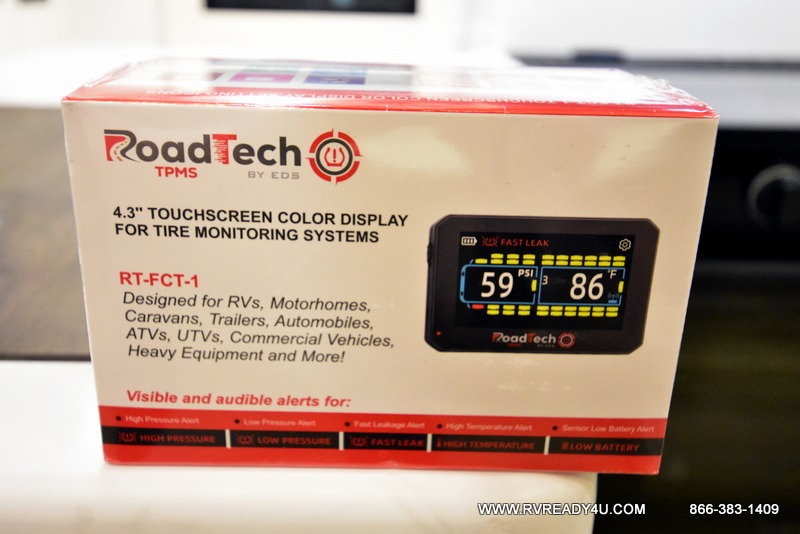 RoadTech
TPMS
BY EDS
4.3" TOUCHSCREEN COLOR DISPLAY
FOR TIRE MONITORING SYSTEMS
RT-FCT-1
Designed for RVs, Motorhomes,
Caravans, Trailers, Automobiles,
ATVs, UTVs, Commercial Vehicles,
Heavy Equipment and More!
FAST LEAK
59 PSI 3 86 °F
RoadTech
BY EDS
Visible and audible alerts for:
High Pressure Alert Low Pressure Alert Fast Leakage Alert High Temperature Alert Sensor Low Battery Alert
HIGH PRESSURE LOW PRESSURE FAST LEAK HIGH TEMPERATURE LOW BATTERY
WWW.RVREADY4U.COM 866-383-1409